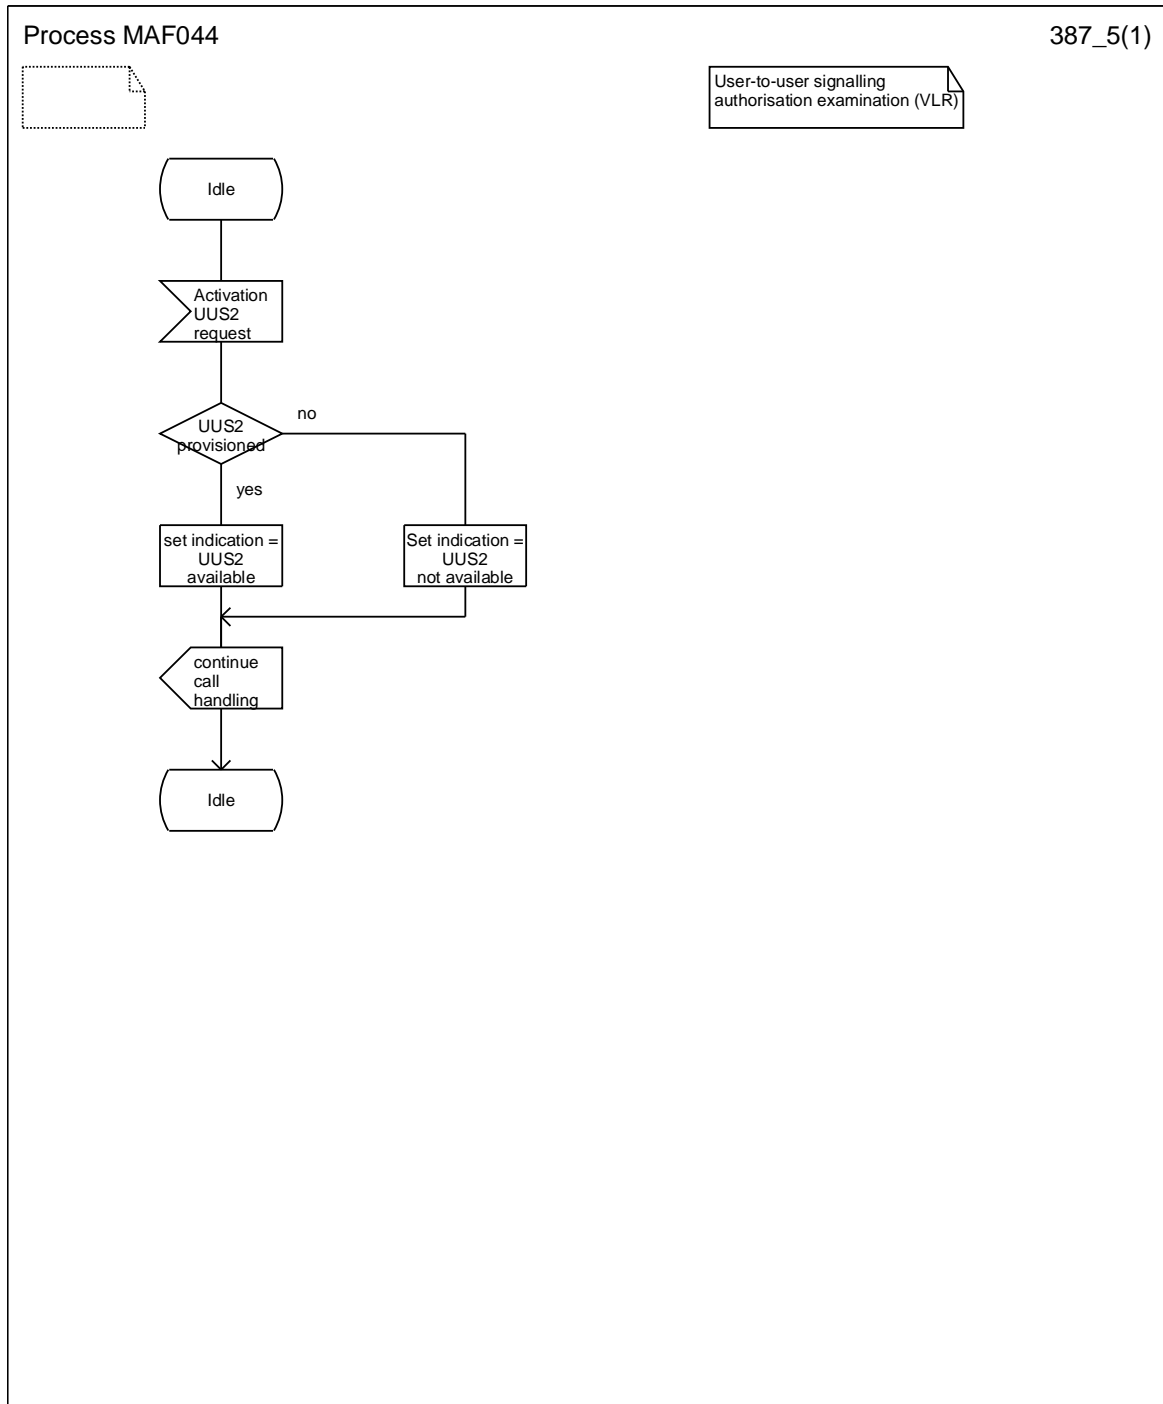 Process MAF044
387_5(1)
User-to-user signalling
authorisation examination (VLR)
Idle
Activation
UUS2
request
UUS2
provisioned
no
yes
set indication =
UUS2
available
Set indication =
UUS2
not available
continue
call
handling
Idle